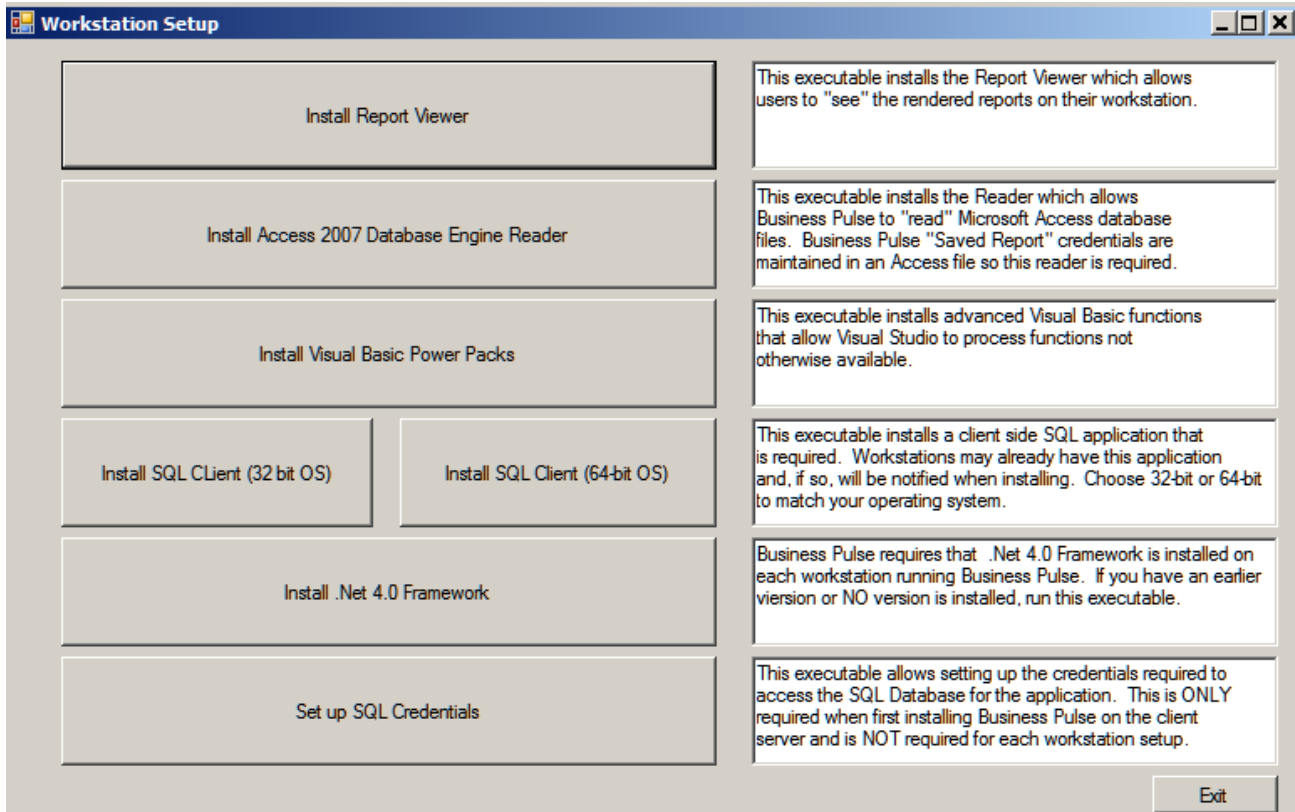 Workstation Setup
Install Report Viewer
This executable installs the Report Viewer which allows
users to "see" the rendered reports on their workstation.
Install Access 2007 Database Engine Reader
This executable installs the Reader which allows
Business Pulse to "read" Microsoft Access database
files.  Business Pulse "Saved Report" credentials are
maintained in an Access file so this reader is required.
Install Visual Basic Power Packs
This executable installs advanced Visual Basic functions
that allow Visual Studio to process functions not
otherwise available.
Install SQL CLient (32 bit OS)
Install SQL Client (64-bit OS)
This executable installs a client side SQL application that
is required.  Workstations may already have this application
and, if so, will be notified when installing.  Choose 32-bit or 64-bit
to match your operating system.
Install .Net 4.0 Framework
Business Pulse requires that  .Net 4.0 Framework is installed on
each workstation running Business Pulse.  If you have an earlier
viersion or NO version is installed, run this executable.
Set up SQL Credentials
This executable allows setting up the credentials required to
access the SQL Database for the application.  This is ONLY
required when first installing Business Pulse on the client
server and is NOT required for each workstation setup.
Exit